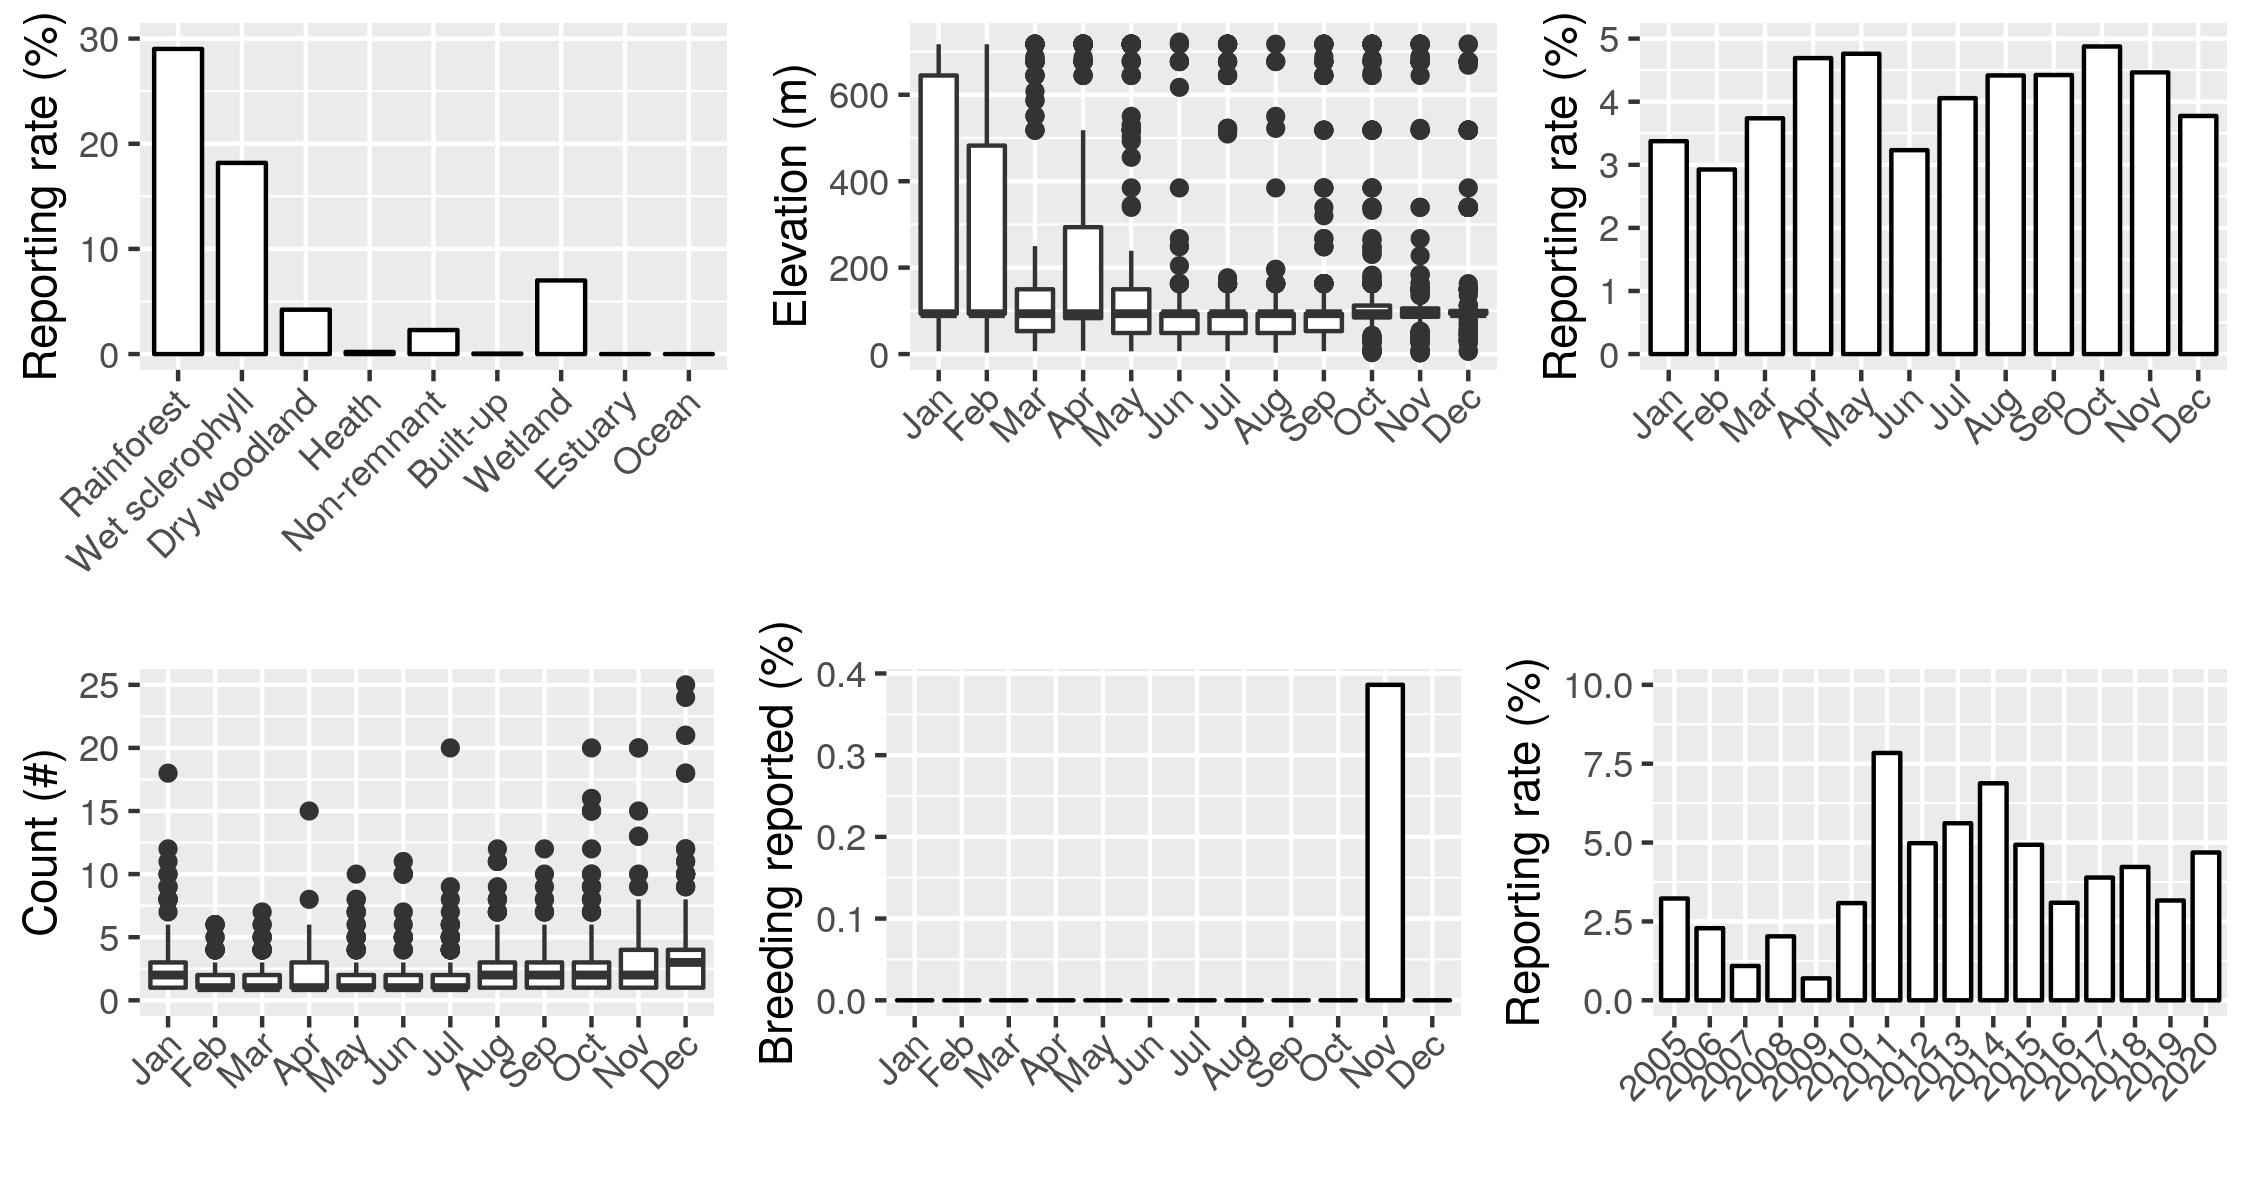 Reporting rate (%)
30
20
10
0
Rainforest
Wet sclerophyll
Dry woodland
Heath
Non-remnant
Built-up
Wetland
Estuary
Ocean
Elevation (m)
600
400
200
0
Jan
Feb
Mar
Apr
May
Jun
Jul
Aug
Sep
Oct
Nov
Dec
Reporting rate (%)
5
4
3
2
1
0
Jan
Feb
Mar
Apr
May
Jun
Jul
Aug
Sep
Oct
Nov
Dec
Count (#)
25
20
15
10
5
0
Jan
Feb
Mar
Apr
May
Jun
Jul
Aug
Sep
Oct
Nov
Dec
Breeding reported (%)
0.4
0.3
0.2
0.1
0.0
Jan
Feb
Mar
Apr
May
Jun
Jul
Aug
Sep
Oct
Nov
Dec
Reporting rate (%)
10.0
7.5
5.0
2.5
0.0
2005
2006
2007
2008
2009
2010
2011
2012
2013
2014
2015
2016
2017
2018
2019
2020